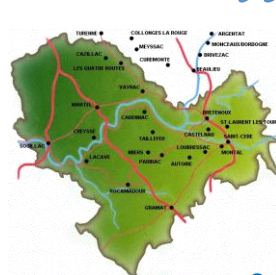 TURENNE
COLLONGES LA ROUGE
ARGENTAT
MEYSSAC
MONCEAUX
BRIVEZAC
CAZILLAC
LES QUATRE ROUTES
CUREMONTE
BEAULIEU
VAYRAC
MARTEL
CARENNAC
BRETENOUX
ST LAURENT LES TOURS
CREYSSE
TAILLEFER
CASTELNAU
SAINT-CERE
SOUILLAC
LOUBRESSAC
MONTAL
LACAVE
MIERS
PADIRAC
AUTOIRE
ROCAMADOUR
GRAMAT